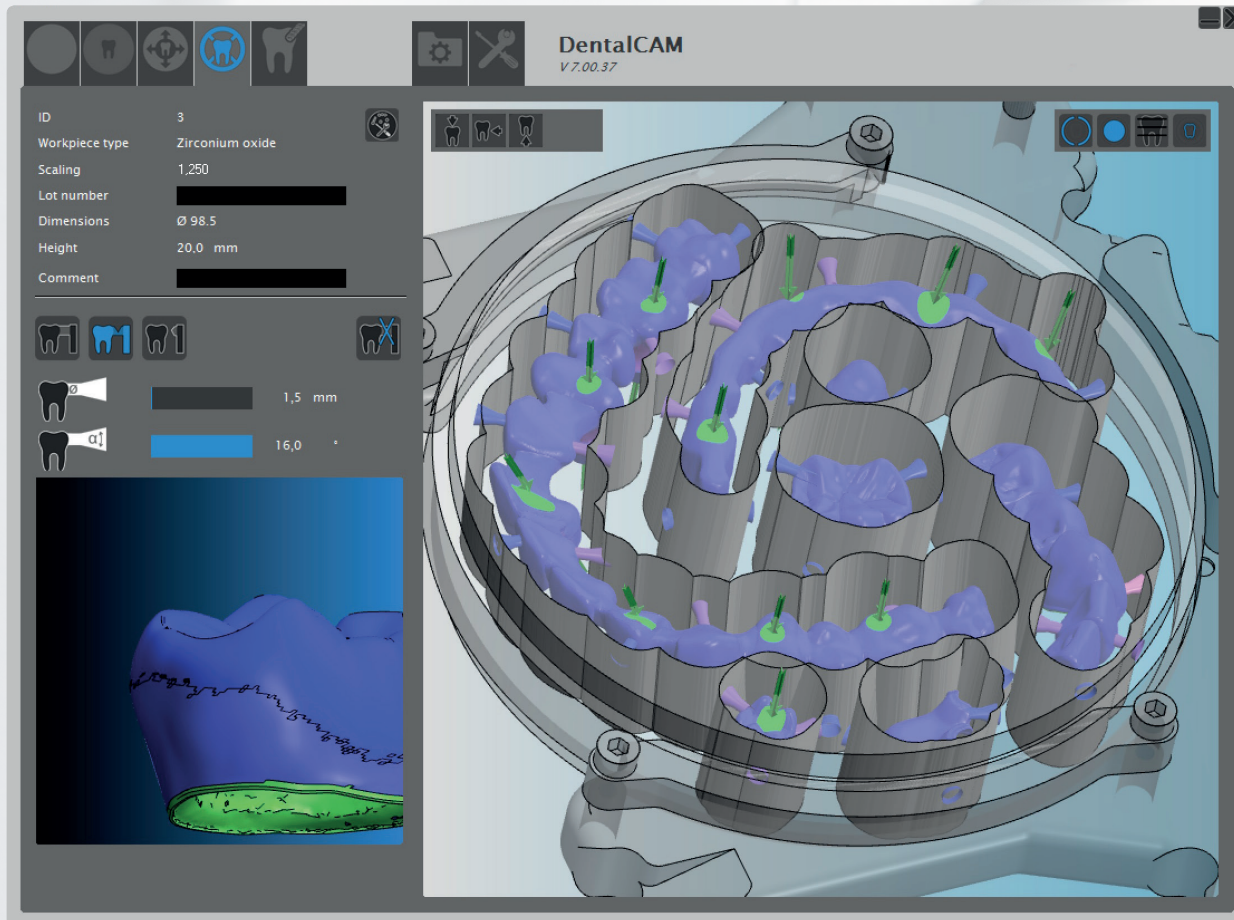 DentalCAM
V 7.00.37
ID 3
Workpiece type Zirconium oxide
Scaling 1,250
Lot number
Dimensions Ø 98.5
Height 20,0 mm
Comment
Ø 1,5 mm
α 16,0 °